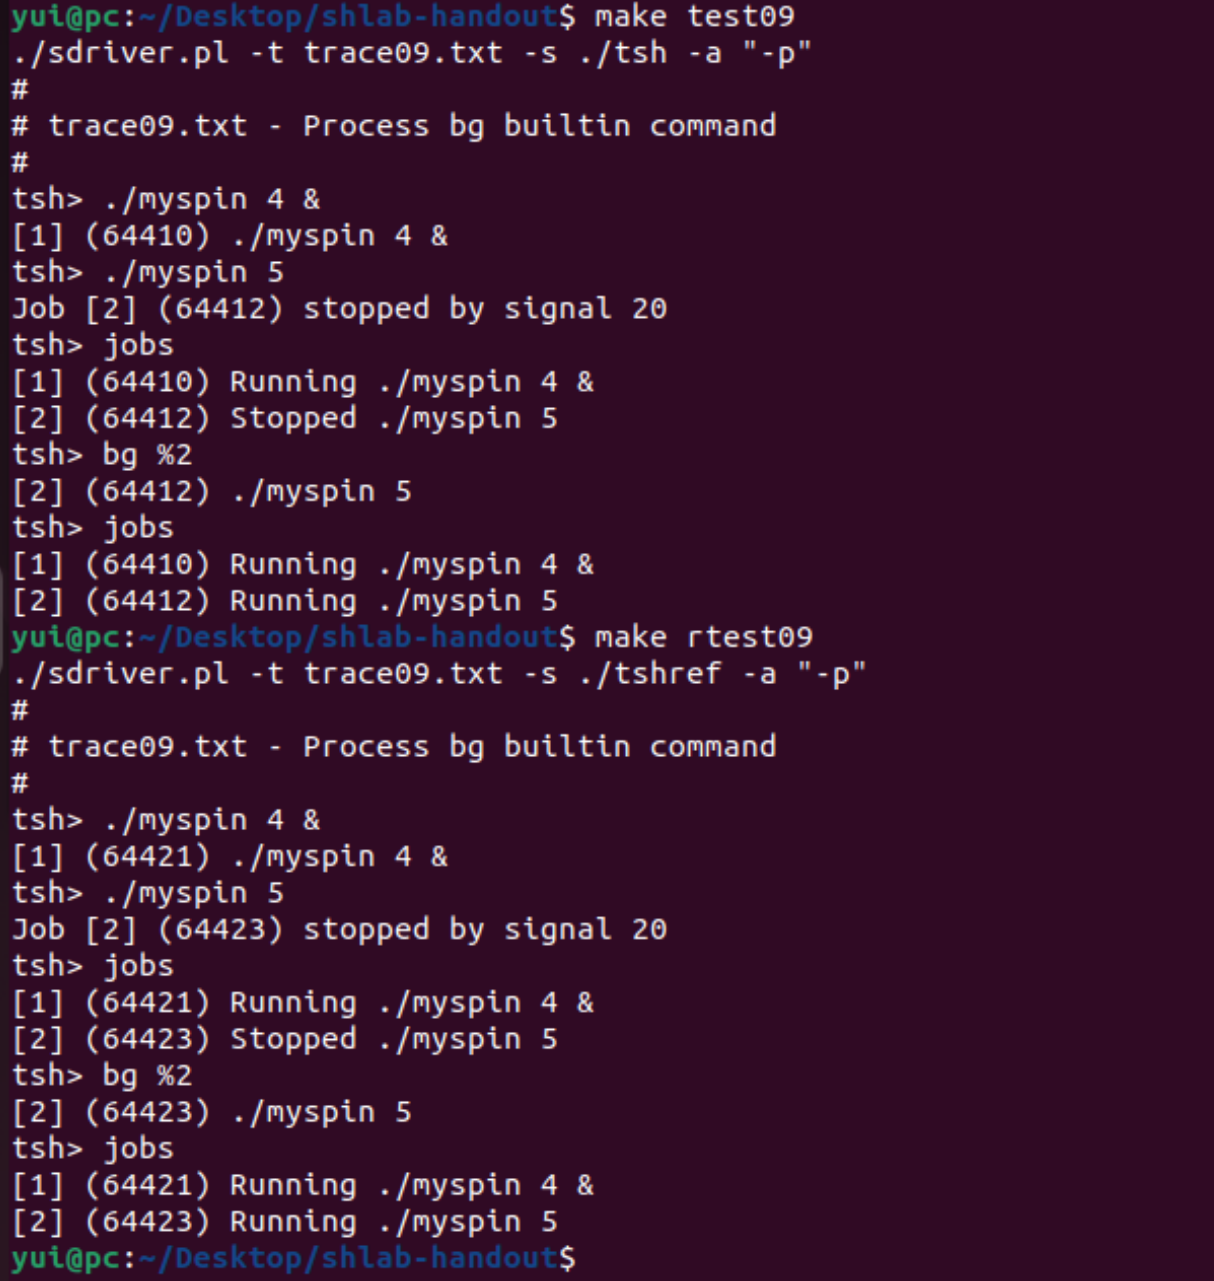 yui@pc:~/Desktop/shlab-handout$ make test09
./sdriver.pl -t trace09.txt -s ./tsh -a "-p"
#
# trace09.txt - Process bg builtin command
#
tsh> ./myspin 4 &
[1] (64410) ./myspin 4 &
tsh> ./myspin 5
Job [2] (64412) stopped by signal 20
tsh> jobs
[1] (64410) Running ./myspin 4 &
[2] (64412) Stopped ./myspin 5
tsh> bg %2
[2] (64412) ./myspin 5
tsh> jobs
[1] (64410) Running ./myspin 4 &
[2] (64412) Running ./myspin 5
yui@pc:~/Desktop/shlab-handout$ make rtest09
./sdriver.pl -t trace09.txt -s ./tshref -a "-p"
#
# trace09.txt - Process bg builtin command
#
tsh> ./myspin 4 &
[1] (64421) ./myspin 4 &
tsh> ./myspin 5
Job [2] (64423) stopped by signal 20
tsh> jobs
[1] (64421) Running ./myspin 4 &
[2] (64423) Stopped ./myspin 5
tsh> bg %2
[2] (64423) ./myspin 5
tsh> jobs
[1] (64421) Running ./myspin 4 &
[2] (64423) Running ./myspin 5
yui@pc:~/Desktop/shlab-handout$